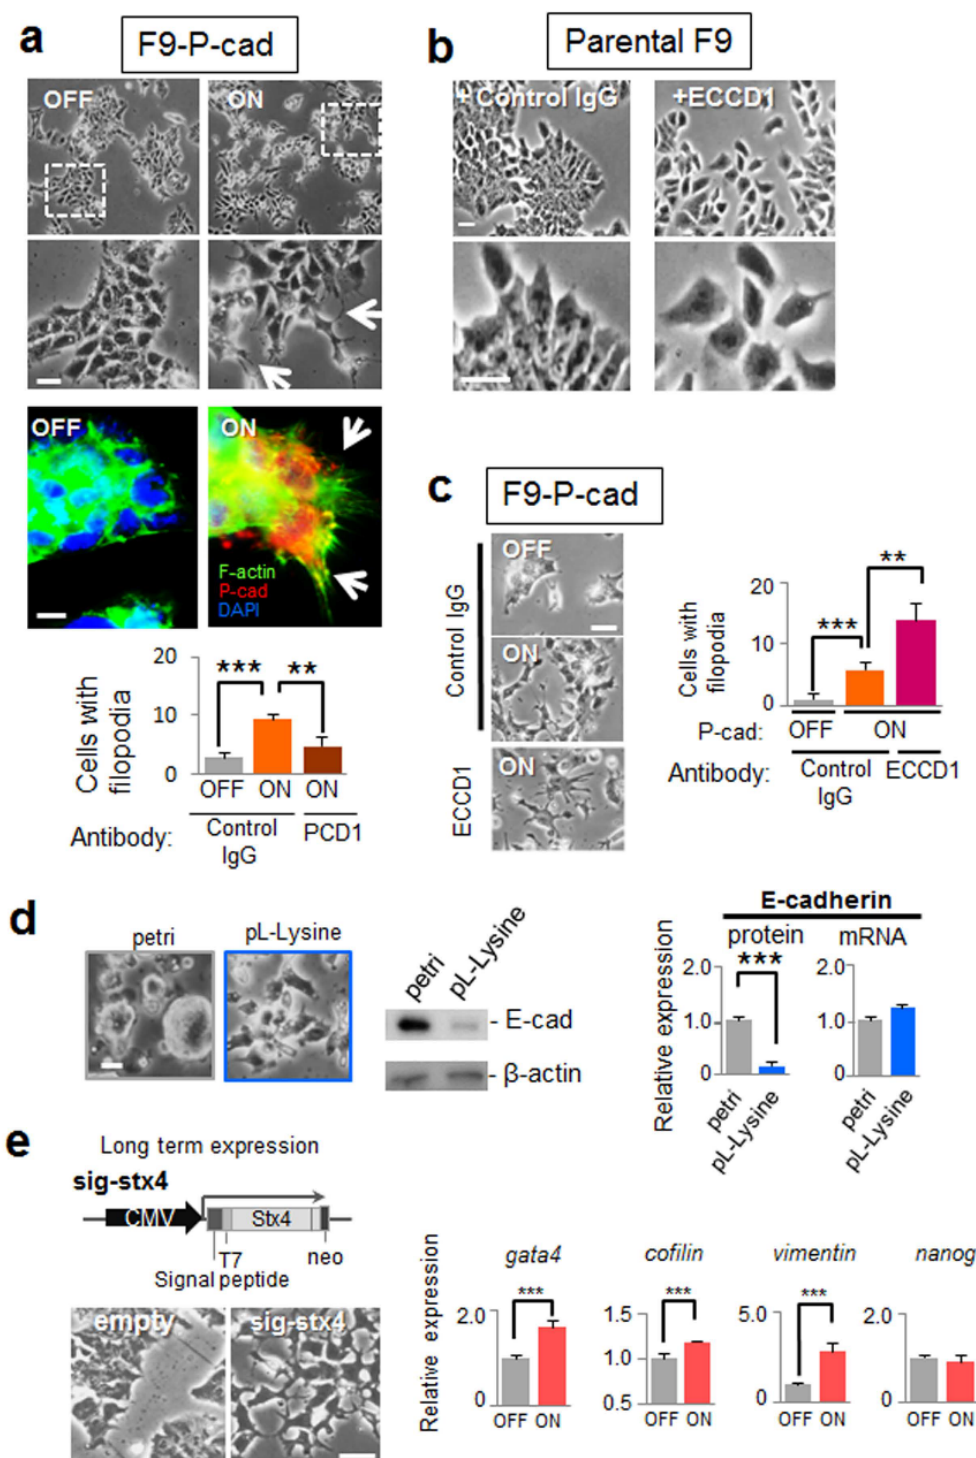 a
F9-P-cad
OFF
ON
OFF
ON
F-actin
P-cad
DAPI
20
10
0
Cells with
filopodia
***
**
OFF
ON
ON
Antibody:
Control
IgG
PCD1
b
Parental F9
+ Control IgG
+ECCD1
c
F9-P-cad
Control IgG
OFF
ON
ECCD1
ON
20
10
0
Cells with
filopodia
***
**
P-cad:
OFF
ON
Antibody:
Control
IgG
ECCD1
d
petri
pL-Lysine
petri
pL-Lysine
- E-cad
- β-actin
E-cadherin
protein
mRNA
Relative expression
2.0
1.0
0
***
petri
pL-Lysine
2.0
1.0
0
petri
pL-Lysine
e
Long term expression
sig-stx4
CMV
Stx4
T7
neo
Signal peptide
empty
sig-stx4
Relative expression
gata4
2.0
0
***
OFF ON
cofilin
1.5
1.0
0.5
***
OFF ON
vimentin
5.0
0
***
OFF ON
nanog
2.0
0
OFF ON